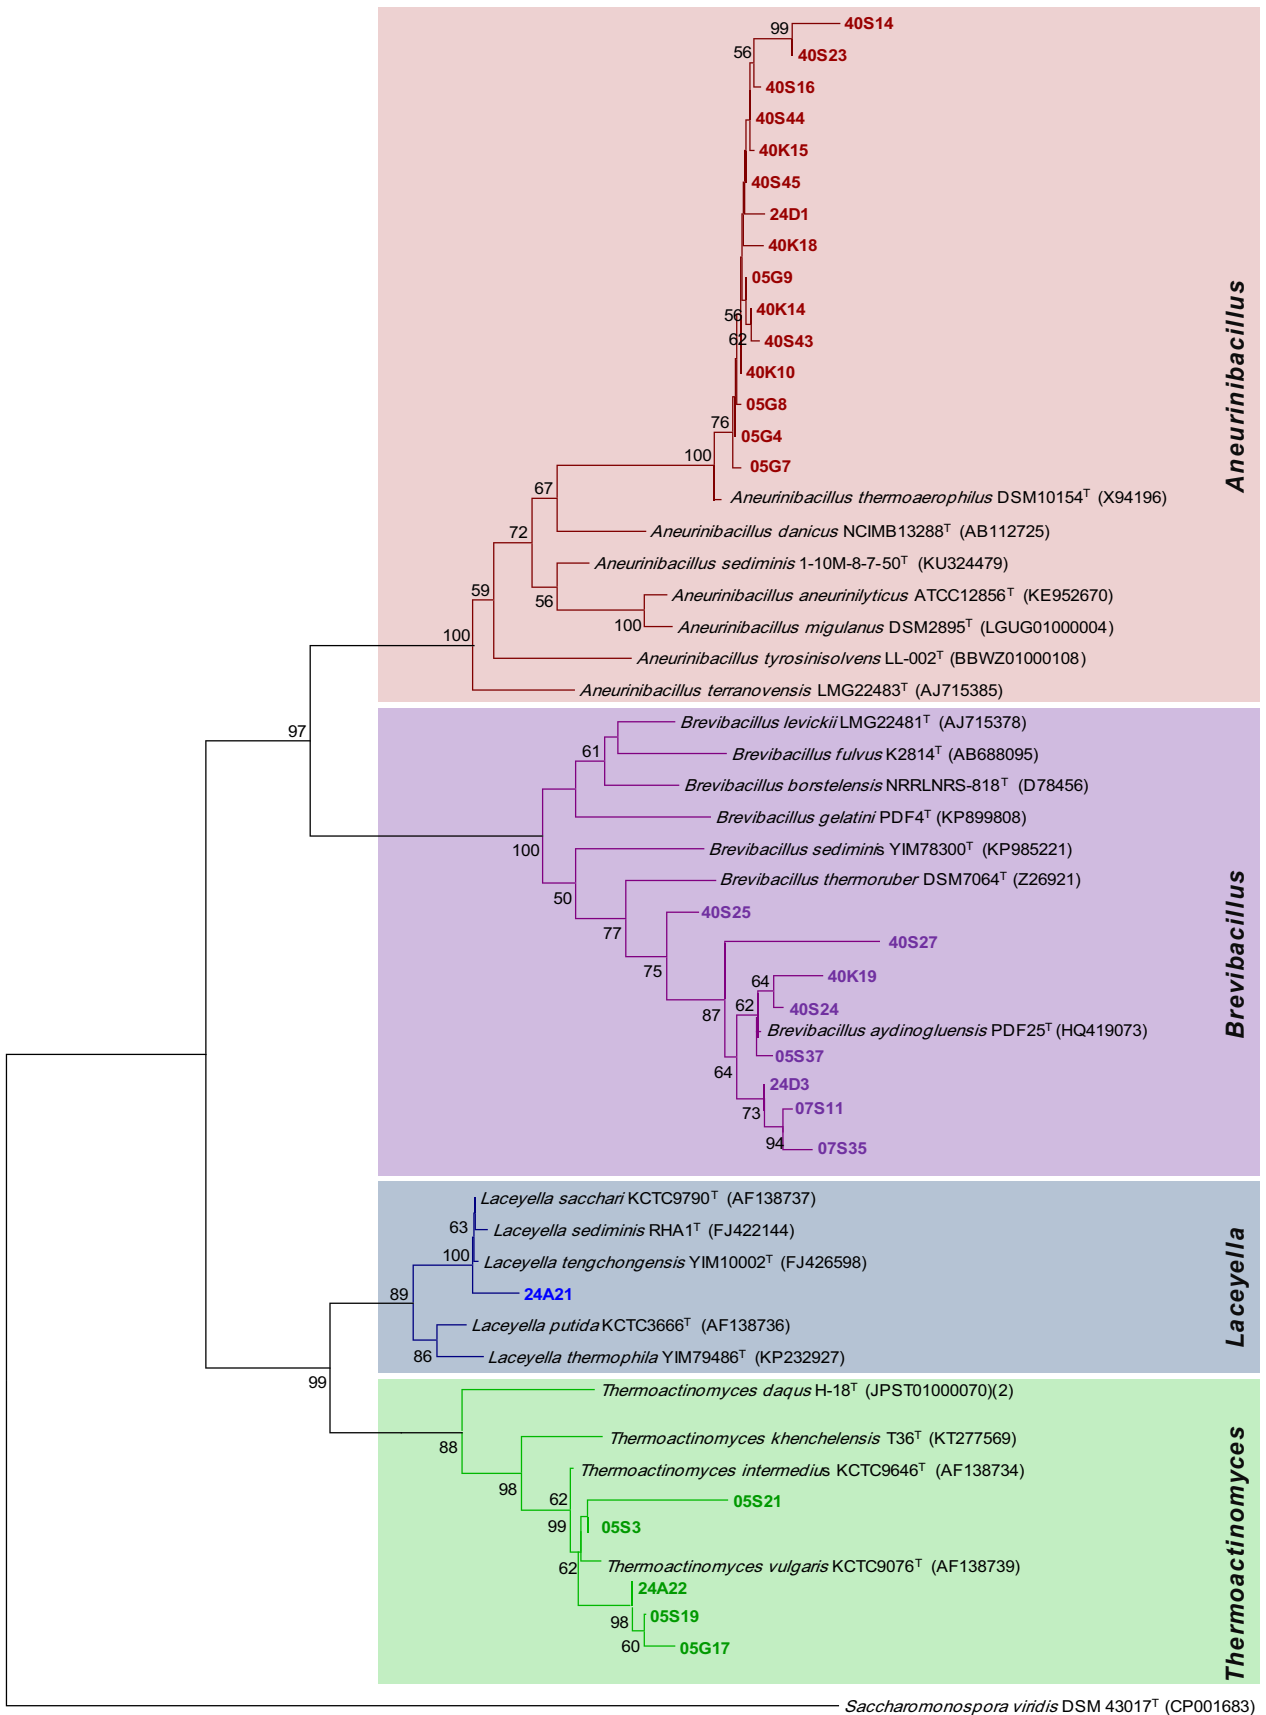 99
40S14
56
40S23
40S16
40S44
40K15
40S45
24D1
40K18
05G9
56
40K14
62
40S43
40K10
05G8
76
05G4
100
05G7
67
Aneurinibacillus thermoaerophilus DSM10154ᵀ (X94196)
72
Aneurinibacillus danicus NCIMB13288ᵀ (AB112725)
Aneurinibacillus sediminis 1-10M-8-7-50ᵀ (KU324479)
59
56
Aneurinibacillus aneurinilyticus ATCC12856ᵀ (KE952670)
100
100
Aneurinibacillus migulanus DSM2895ᵀ (LGUG01000004)
Aneurinibacillus tyrosinisolvens LL-002ᵀ (BBWZ01000108)
Aneurinibacillus terranovensis LMG22483ᵀ (AJ715385)
Aneurinibacillus
97
Brevibacillus levickii LMG22481ᵀ (AJ715378)
61
Brevibacillus fulvus K2814ᵀ (AB688095)
Brevibacillus borstelensis NRRLNRS-818ᵀ (D78456)
Brevibacillus gelatini PDF4ᵀ (KP899808)
100
Brevibacillus sediminis YIM78300ᵀ (KP985221)
50
Brevibacillus thermoruber DSM7064ᵀ (Z26921)
77
40S25
75
40S27
64
40K19
87
62
40S24
Brevibacillus aydinogluensis PDF25ᵀ (HQ419073)
64
05S37
24D3
73
07S11
94
07S35
Brevibacillus
Laceyella sacchari KCTC9790ᵀ (AF138737)
63
Laceyella sediminis RHA1ᵀ (FJ422144)
100
Laceyella tengchongensis YIM10002ᵀ (FJ426598)
89
24A21
Laceyella putida KCTC3666ᵀ (AF138736)
86
Laceyella thermophila YIM79486ᵀ (KP232927)
Laceyella
99
Thermoactinomyces daqus H-18ᵀ (JPST01000070)(2)
88
Thermoactinomyces khenchelensis T36ᵀ (KT277569)
98
Thermoactinomyces intermedius KCTC9646ᵀ (AF138734)
62
05S21
99
05S3
62
Thermoactinomyces vulgaris KCTC9076ᵀ (AF138739)
24A22
98
05S19
60
05G17
Thermoactinomyces
Saccharomonospora viridis DSM 43017ᵀ (CP001683)